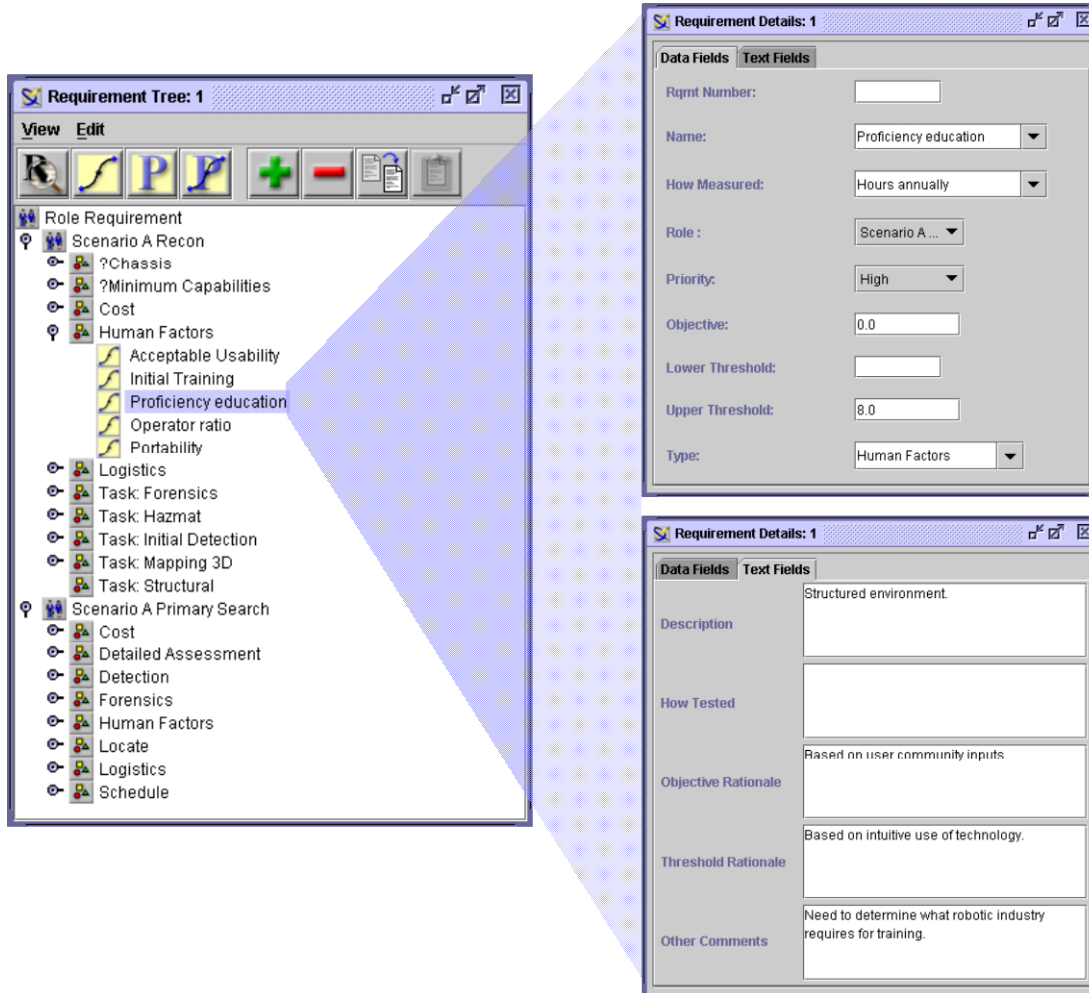 Requirement Tree: 1
View Edit
R P P
Role Requirement
Scenario A Recon
?Chassis
?Minimum Capabilities
Cost
Human Factors
Acceptable Usability
Initial Training
Proficiency education
Operator ratio
Portability
Logistics
Task: Forensics
Task: Hazmat
Task: Initial Detection
Task: Mapping 3D
Task: Structural
Scenario A Primary Search
Cost
Detailed Assessment
Detection
Forensics
Human Factors
Locate
Logistics
Schedule
Requirement Details: 1
Data Fields Text Fields
Rqmt Number:
Name: Proficiency education
How Measured: Hours annually
Role : Scenario A ...
Priority: High
Objective: 0.0
Lower Threshold:
Upper Threshold: 8.0
Type: Human Factors
Requirement Details: 1
Data Fields Text Fields
Description Structured environment.
How Tested
Objective Rationale Based on user community inputs
Threshold Rationale Based on intuitive use of technology.
Other Comments Need to determine what robotic industry
requires for training.